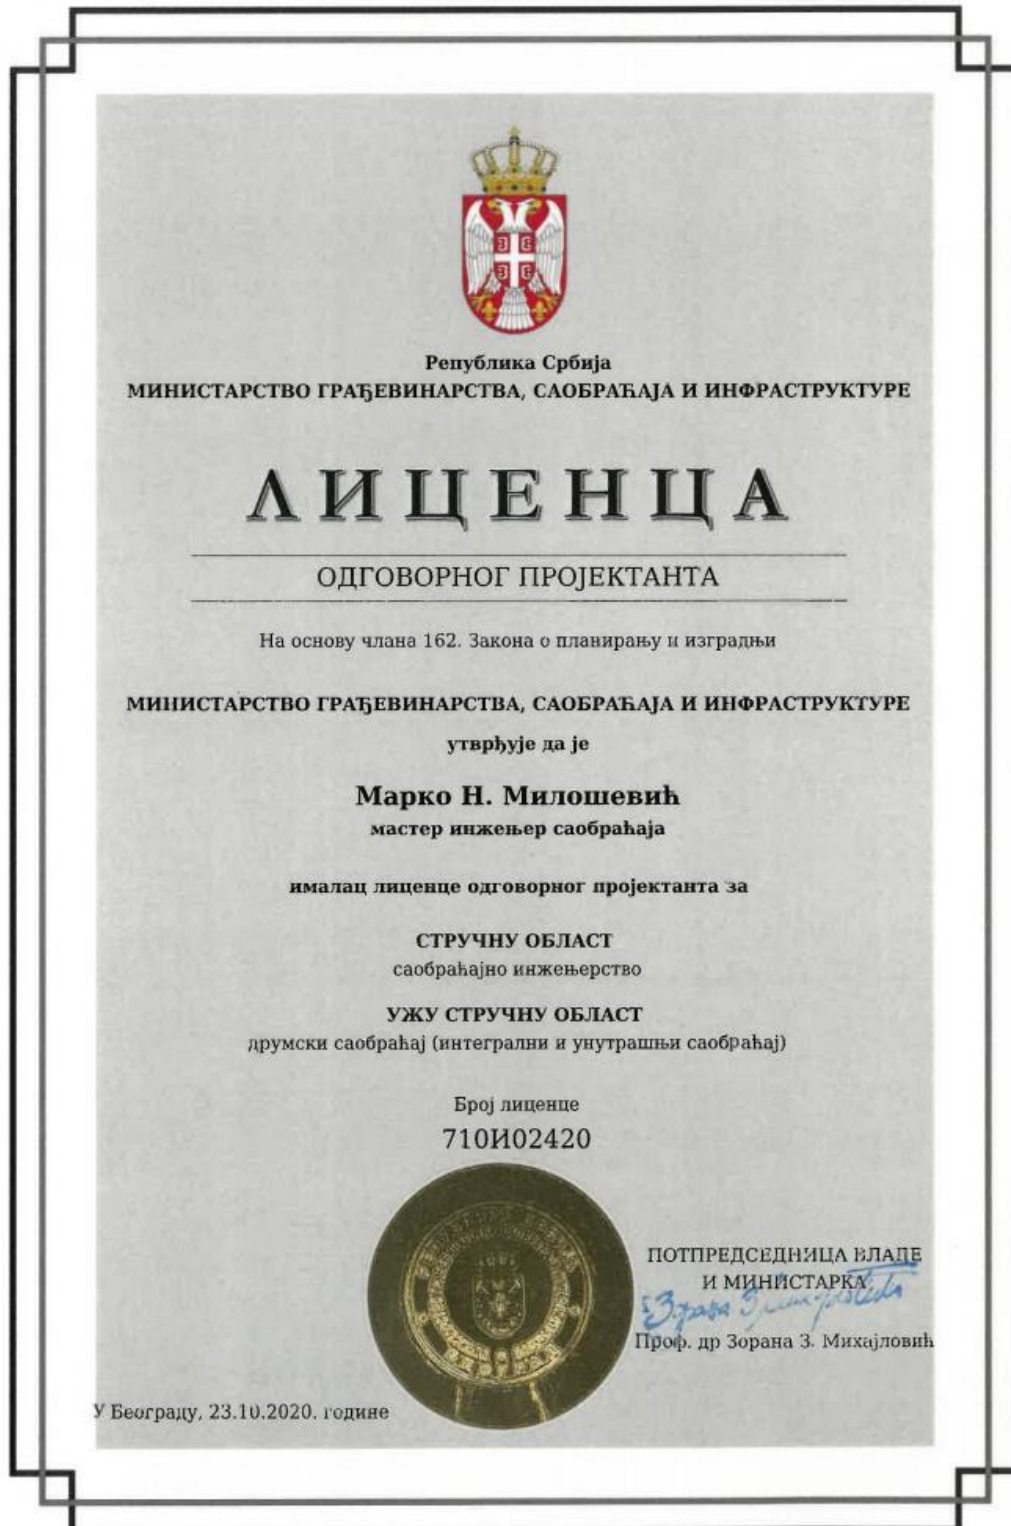 Република Србија
МИНИСТАРСТВО ГРАЂЕВИНАРСТВА, САОБРАЋАЈА И ИНФРАСТРУКТУРЕ
ЛИЦЕНЦА
ОДГОВОРНОГ ПРОЈЕКТАНТА
На основу члана 162. Закона о планирању и изградњи
МИНИСТАРСТВО ГРАЂЕВИНАРСТВА, САОБРАЋАЈА И ИНФРАСТРУКТУРЕ
утврђује да је
Марко Н. Милошевић
мастер инжењер саобраћаја
ималац лиценце одговорног пројектанта за
СТРУЧНУ ОБЛАСТ
саобраћајно инжењерство
УЖУ СТРУЧНУ ОБЛАСТ
друмски саобраћај (интегрални и унутрашњи саобраћај)
Број лиценце
710И02420
ПОТПРЕДСЕДНИЦА ВЛАДЕ
И МИНИСТАРКА
Проф. др Зорана З. Михајловић
У Београду, 23.10.2020. године